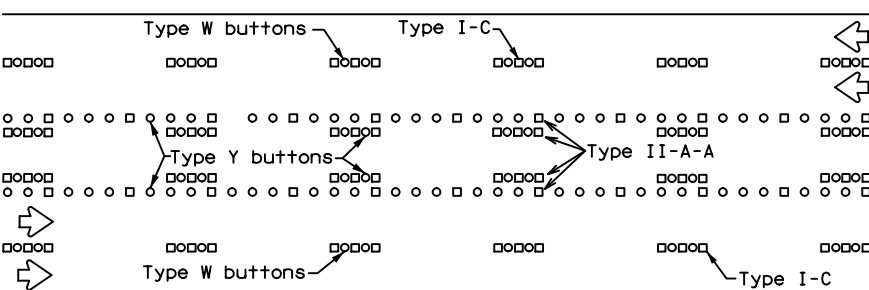 Type W buttons
Type I-C
Type Y buttons
Type II-A-A
Type W buttons
Type I-C